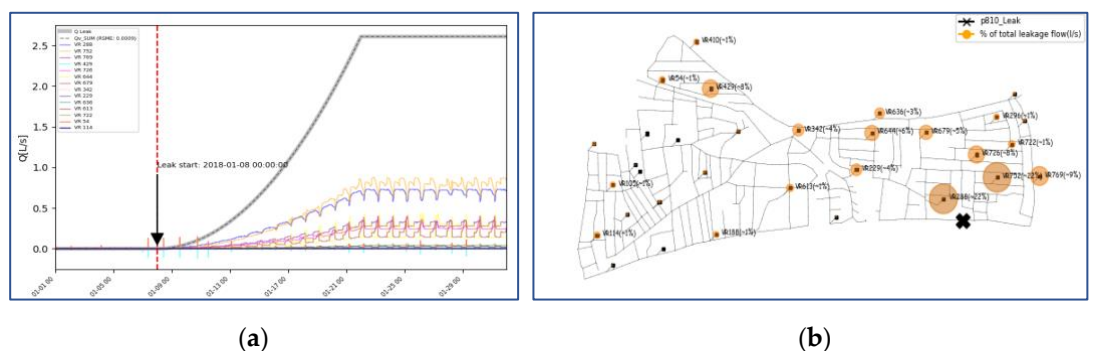 Q Leak
Qv_SUM (RSME: 0.0009)
VR 288
VR 752
VR 769
VR 429
VR 726
VR 644
VR 679
VR 342
VR 229
VR 636
VR 613
VR 722
VR 54
VR 114
2.5
2.0
1.5
1.0
0.5
0.0
Q[L/s]
Leak start: 2018-01-08 00:00:00
01-01 00
01-05 00
01-09 00
01-13 00
01-17 00
01-21 00
01-25 00
01-29 00
(a)
p810_Leak
% of total leakage flow(l/s)
VR410(~1%)
VR54(~1%)
VR429(~8%)
VR636(~3%)
VR296(~1%)
VR342(~4%)
VR644(~6%)
VR679(~5%)
VR722(~1%)
VR726(~8%)
VR229(~4%)
VR752(~22%)
VR769(~9%)
VR613(~1%)
VR288(~22%)
VR114(~1%)
(b)